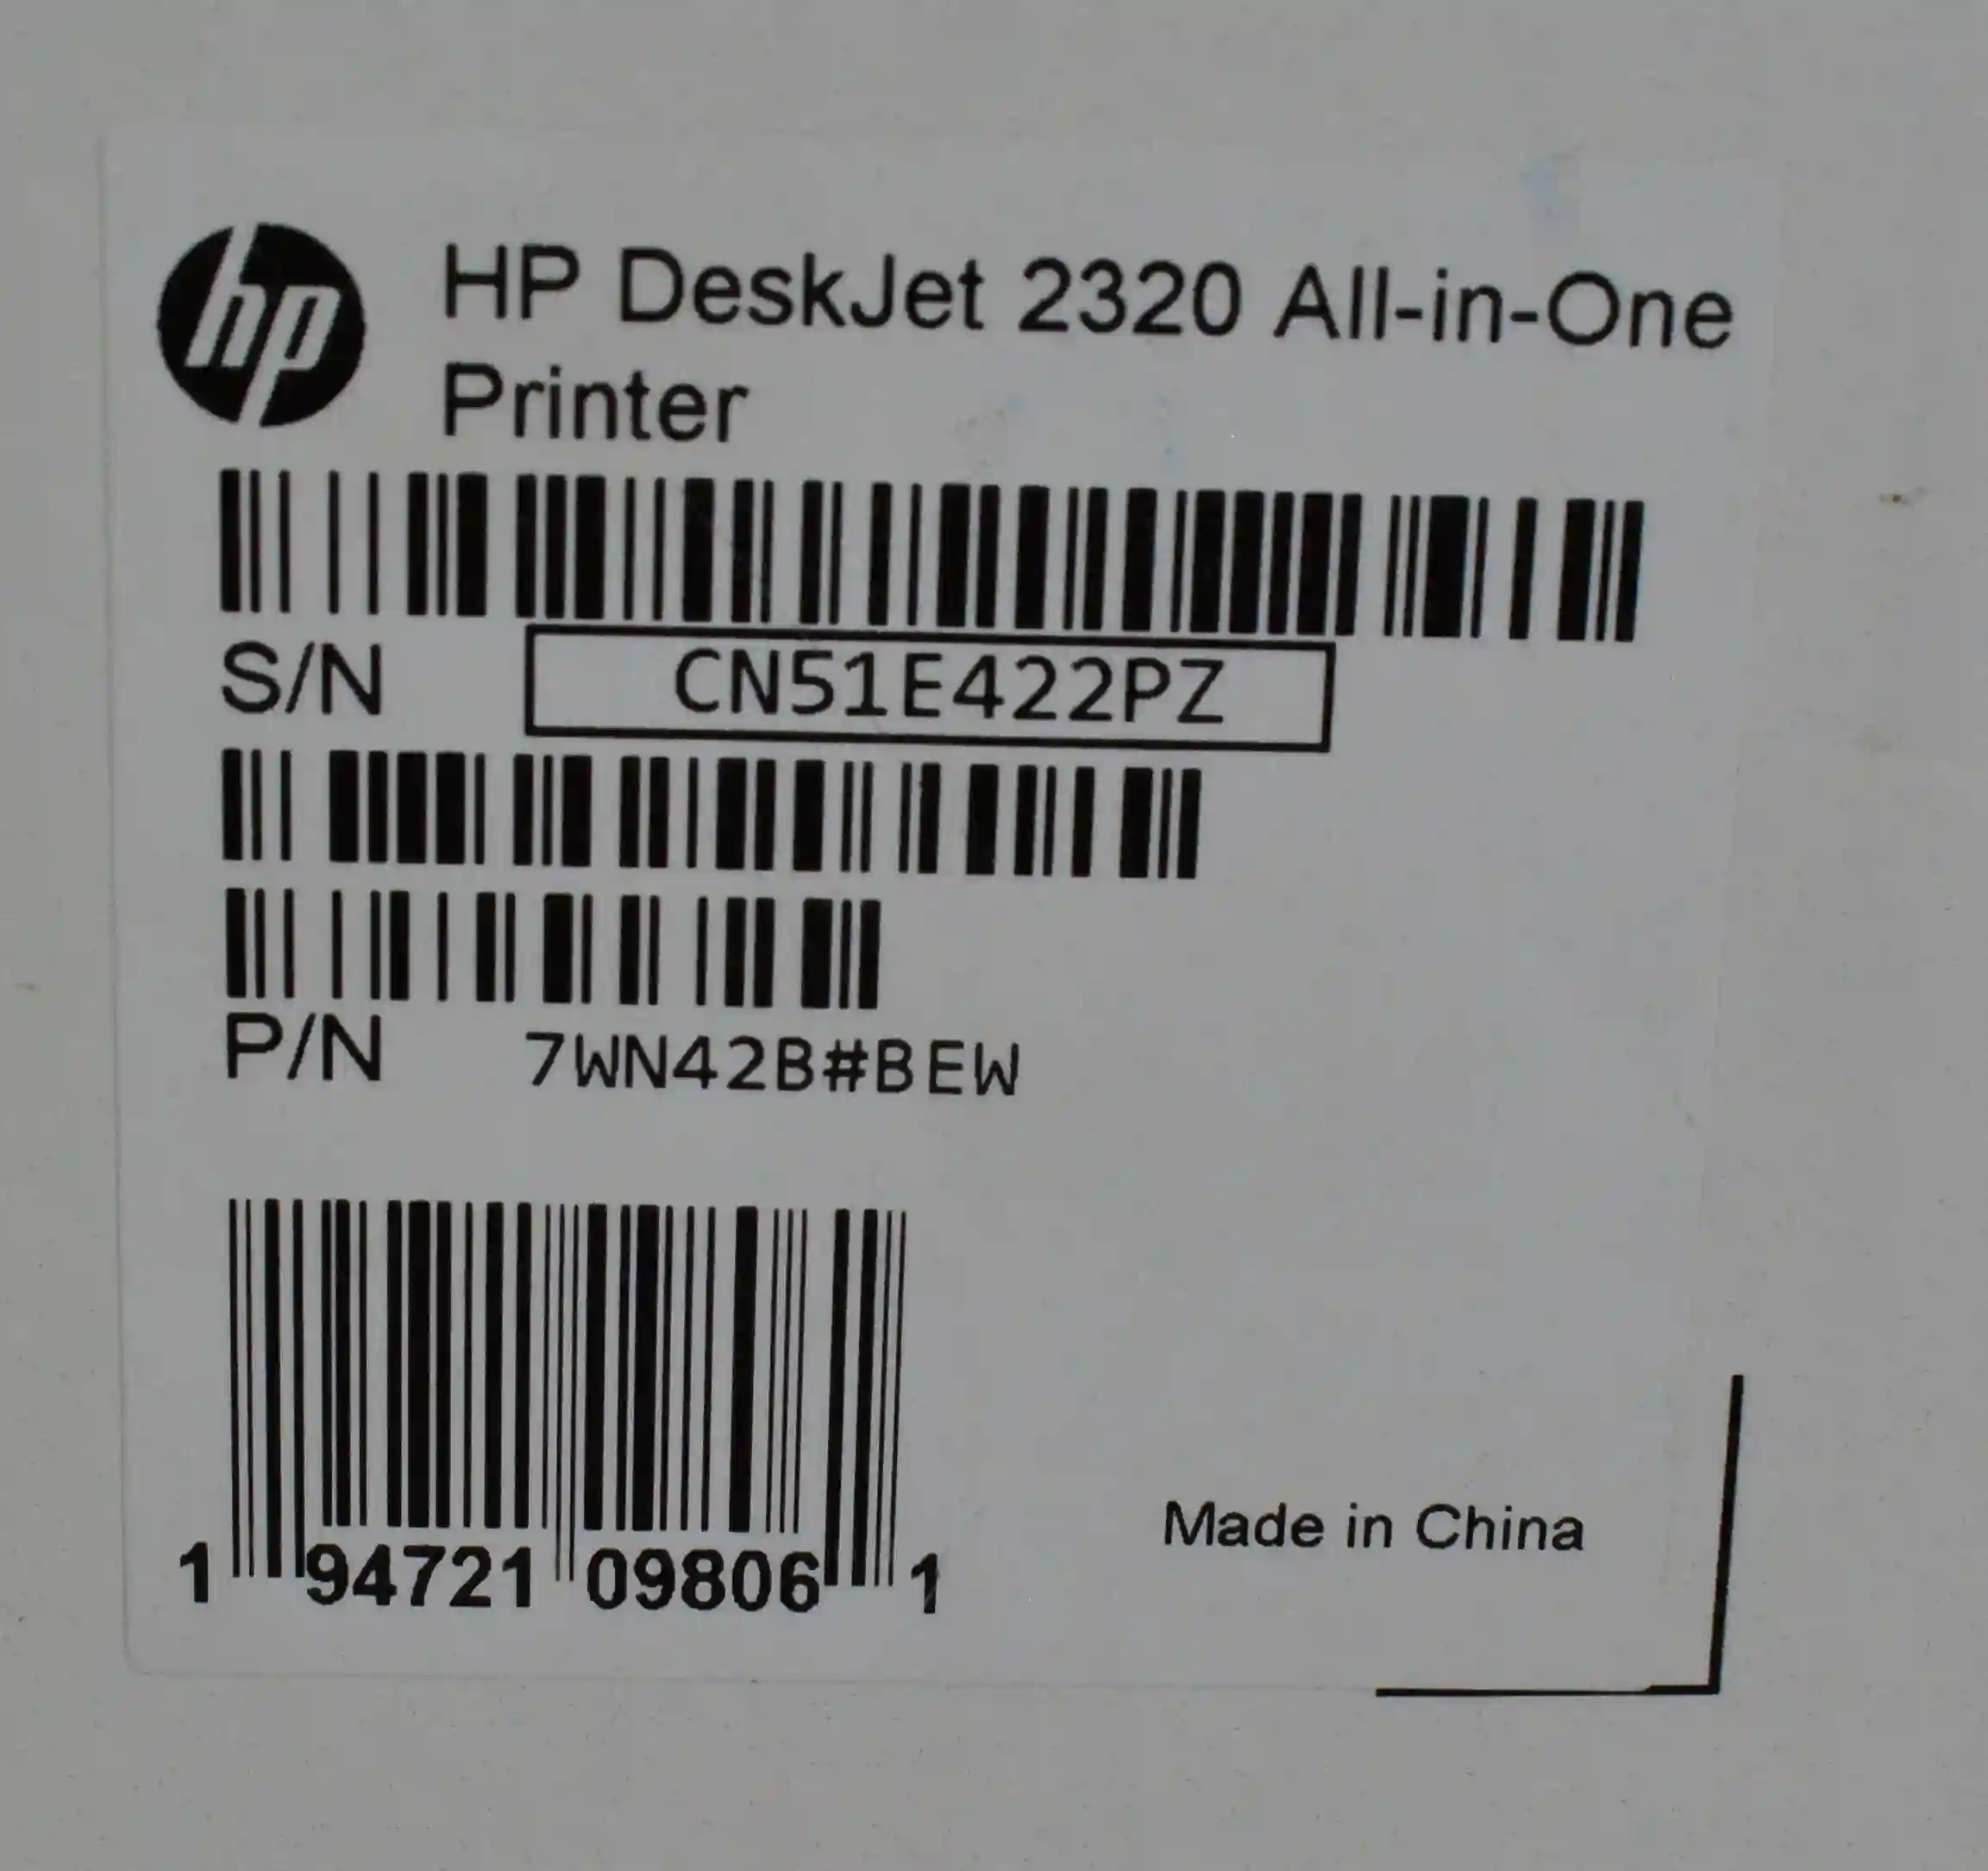 hp
HP DeskJet 2320 All-in-One
Printer
S/N CN51E422PZ
P/N 7WN42B#BEW
1 94721 09806 1
Made in China